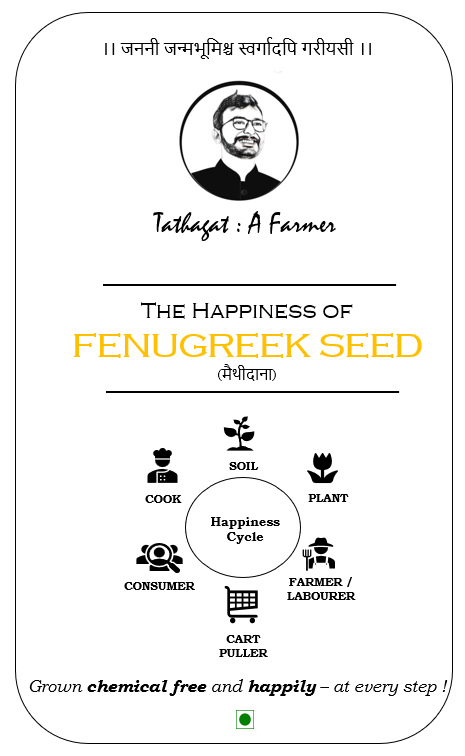 ।। जननी जन्मभूमिश्च स्वर्गादपि गरीयसी ।।
Tathagat : A Farmer
THE HAPPINESS OF
FENUGREEK SEED
(मैथीदाना)
SOIL
COOK
PLANT
Happiness
Cycle
CONSUMER
FARMER /
LABOURER
CART
PULLER
Grown chemical free and happily – at every step !